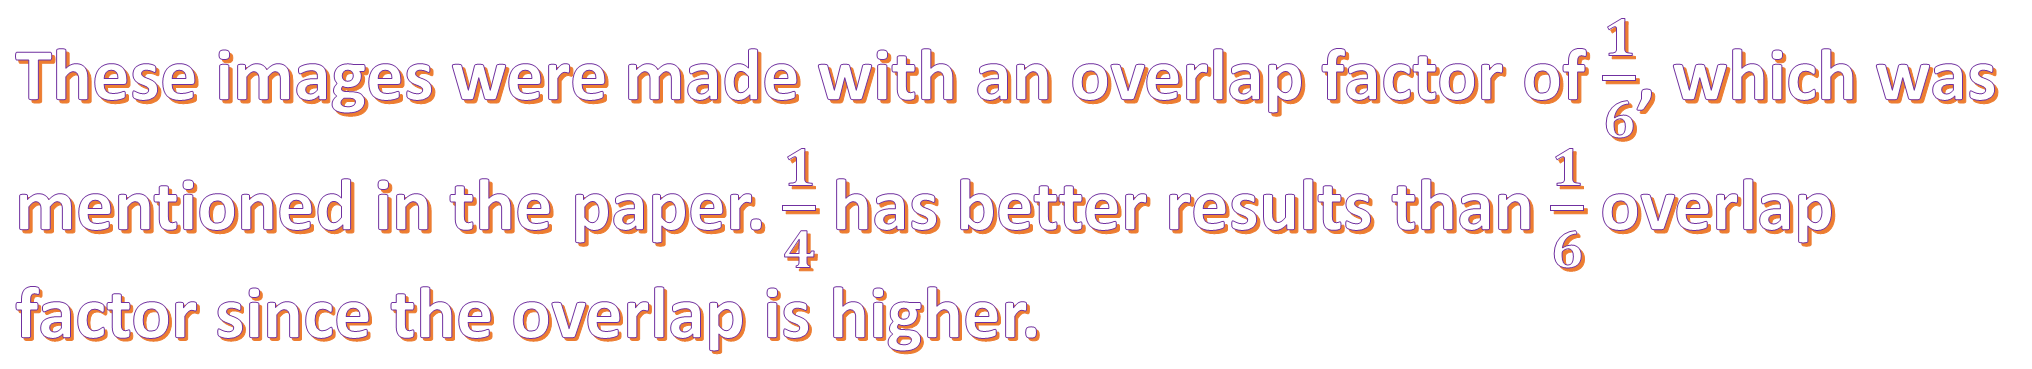 These images were made with an overlap factor of 1/6, which was
mentioned in the paper. 1/4 has better results than 1/6 overlap
factor since the overlap is higher.